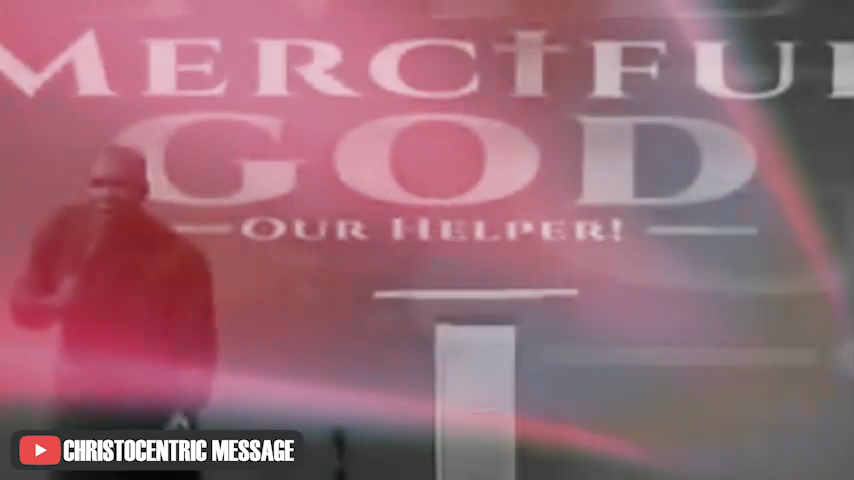 MERCIFUL
GOD
OUR HELPER!
CHRISTOCENTRIC MESSAGE